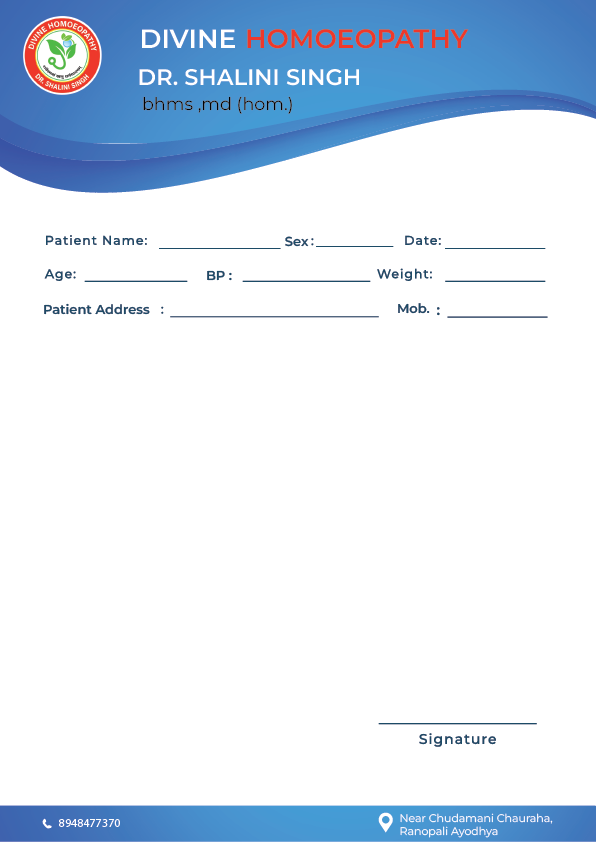 DIVINE HOMOEOPATHY
DR. SHALINI SINGH
DIVINE HOMOEOPATHY
DR. SHALINI SINGH
bhms ,md (hom.)
Patient Name: Sex: Date:
Age: BP : Weight:
Patient Address : Mob. :
Signature
8948477370
Near Chudamani Chauraha,
Ranopali Ayodhya